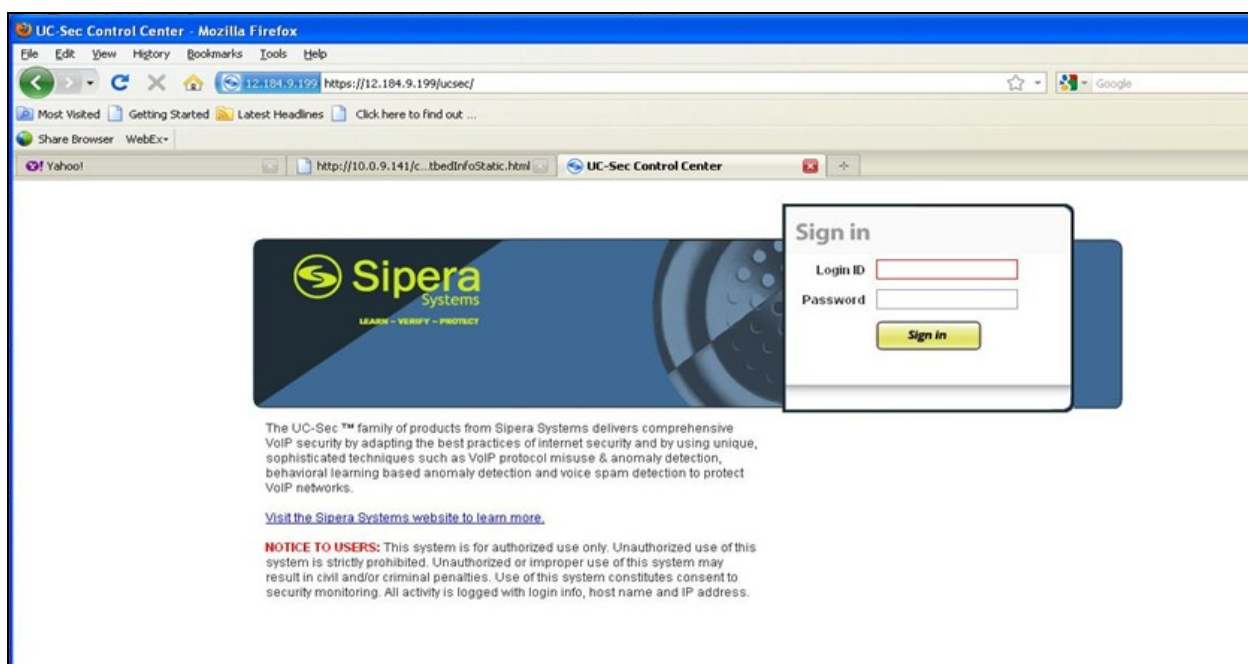 UC-Sec Control Center - Mozilla Firefox
File Edit View History Bookmarks Tools Help
12.184.9.199 https://12.184.9.199/ucsec/ Google
Most Visited Getting Started Latest Headlines Click here to find out ...
Share Browser WebEx
Yahoo! http://10.0.9.141/c...tbedInfoStatic.html UC-Sec Control Center
Sign in
Login ID
Password
Sign in
Sipera
Systems
LEARN – VERIFY – PROTECT
The UC-Sec ™ family of products from Sipera Systems delivers comprehensive
VoIP security by adapting the best practices of internet security and by using unique,
sophisticated techniques such as VoIP protocol misuse & anomaly detection,
behavioral learning based anomaly detection and voice spam detection to protect
VoIP networks.
Visit the Sipera Systems website to learn more.
NOTICE TO USERS: This system is for authorized use only. Unauthorized use of this
system is strictly prohibited. Unauthorized or improper use of this system may
result in civil and/or criminal penalties. Use of this system constitutes consent to
security monitoring. All activity is logged with login info, host name and IP address.